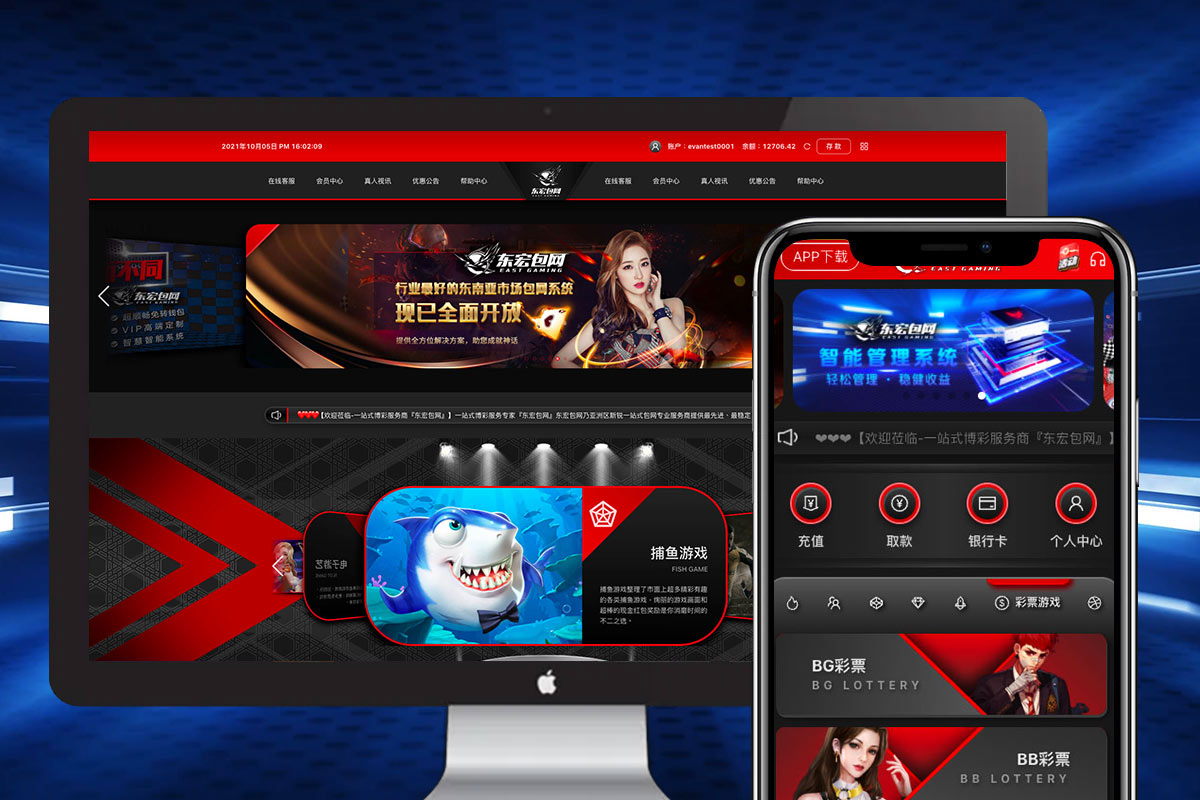 2021年10月05日 PM 16:02:09
账户：evantest0001 余额：12706.42 存款
在线客服 会员中心 真人视讯 优惠公告 帮助中心
东宏包网
EAST GAMING
在线客服 会员中心 真人视讯 优惠公告 帮助中心
不同
东宏包网
EAST GAMING
超顺畅免转钱包
VIP高端定制
智慧智能系统
东宏包网
EAST GAMING
行业最好的东南亚市场包网系统
现已全面开放
提供全方位解决方案，助您成就神话
【欢迎莅临-一站式博彩服务商『东宏包网』】一站式博彩服务专家『东宏包网』东宏包网乃亚洲区新锐一站式包网专业服务商提供最先进、最稳定
电子游艺
捕鱼游戏
FISH GAME
捕鱼游戏整理了市面上超多精彩有趣
的各类捕鱼游戏，绚丽的游戏画面和
超棒的现金红包奖励是你消磨时间的
不二之选。
APP下载
EAST GAMING
活动
东宏包网
EAST GAMING
智能管理系统
轻松管理·稳健收益
【欢迎莅临-一站式博彩服务商『东宏包网』】
充值 取款 银行卡 个人中心
彩票游戏
BG彩票
BG LOTTERY
BB彩票
BB LOTTERY